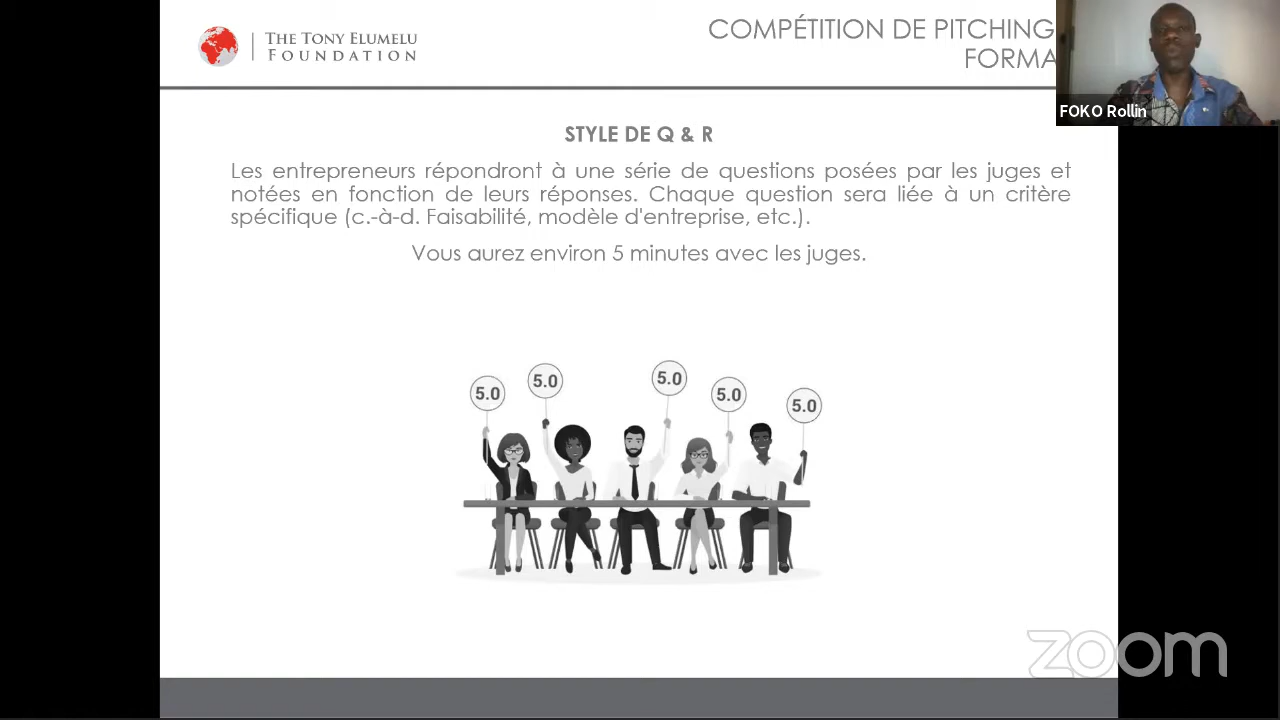 THE TONY ELUMELU
FOUNDATION
COMPÉTITION DE PITCHING
FORMA
FOKO Rollin
STYLE DE Q & R
Les entrepreneurs répondront à une série de questions posées par les juges et
notées en fonction de leurs réponses. Chaque question sera liée à un critère
spécifique (c.-à-d. Faisabilité, modèle d'entreprise, etc.).
Vous aurez environ 5 minutes avec les juges.
5.0
5.0
5.0
5.0
5.0
zoom